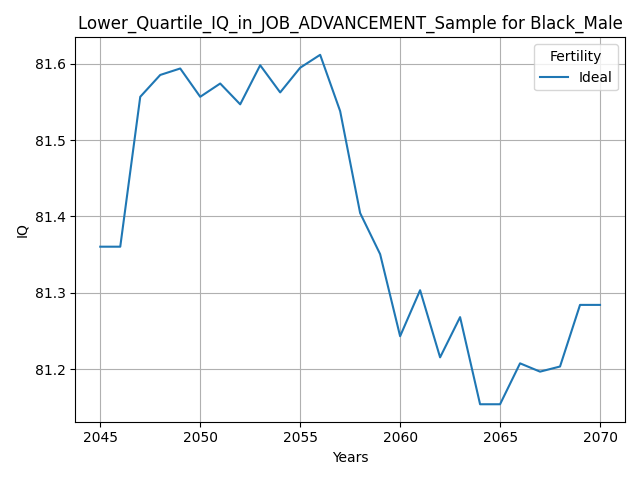 Lower_Quartile_IQ_in_JOB_ADVANCEMENT_Sample for Black_Male
Fertility
Ideal
81.6
81.5
81.4
81.3
81.2
IQ
2045 2050 2055 2060 2065 2070
Years